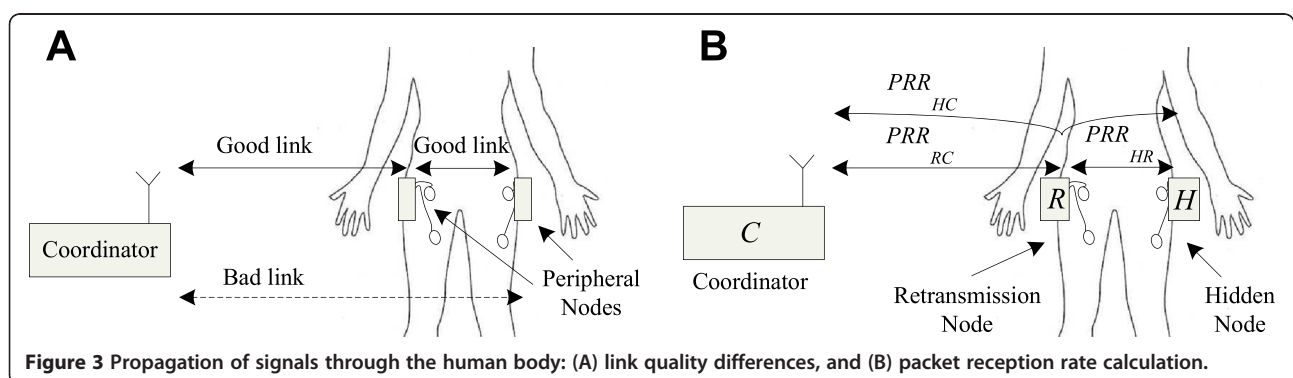 A
Good link
Good link
Coordinator
Bad link
Peripheral
Nodes
B
PRR HC
PRR RC
PRR HR
R
H
C
Coordinator
Retransmission
Node
Hidden
Node
Figure 3 Propagation of signals through the human body: (A) link quality differences, and (B) packet reception rate calculation.